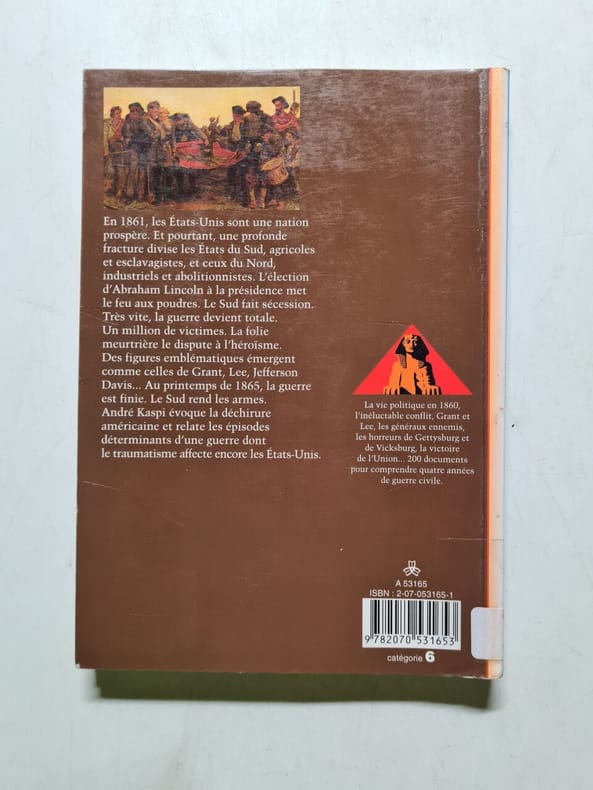 En 1861, les États-Unis sont une nation
prospère. Et pourtant, une profonde
fracture divise les États du Sud, agricoles
et esclavagistes, et ceux du Nord,
industriels et abolitionnistes. L'élection
d'Abraham Lincoln à la présidence met
le feu aux poudres. Le Sud fait sécession.
Très vite, la guerre devient totale.
Un million de victimes. La folie
meurtrière le dispute à l'héroïsme.
Des figures emblématiques émergent
comme celles de Grant, Lee, Jefferson
Davis... Au printemps de 1865, la guerre
est finie. Le Sud rend les armes.
André Kaspi évoque la déchirure
américaine et relate les épisodes
déterminants d'une guerre dont
le traumatisme affecte encore les États-Unis.
La vie politique en 1860,
l'inéluctable conflit, Grant et
Lee, les généraux ennemis,
les horreurs de Gettysburg et
de Vicksburg, la victoire
de l'Union... 200 documents
pour comprendre quatre années
de guerre civile.
A 53165
ISBN : 2-07-053165-1
9 782070 531653
catégorie 6